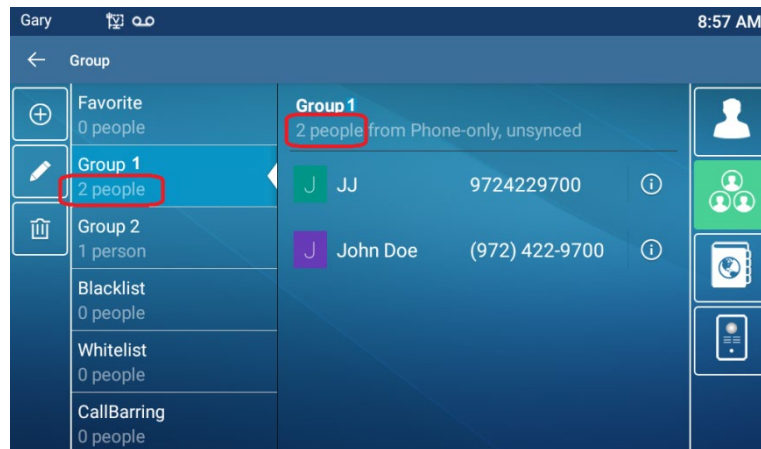 Gary
8:57 AM
Group
Favorite
0 people
Group 1
2 people
Group 2
1 person
Blacklist
0 people
Whitelist
0 people
CallBarring
0 people
Group1
2 people from Phone-only, unsynced
J JJ 9724229700
J John Doe (972) 422-9700